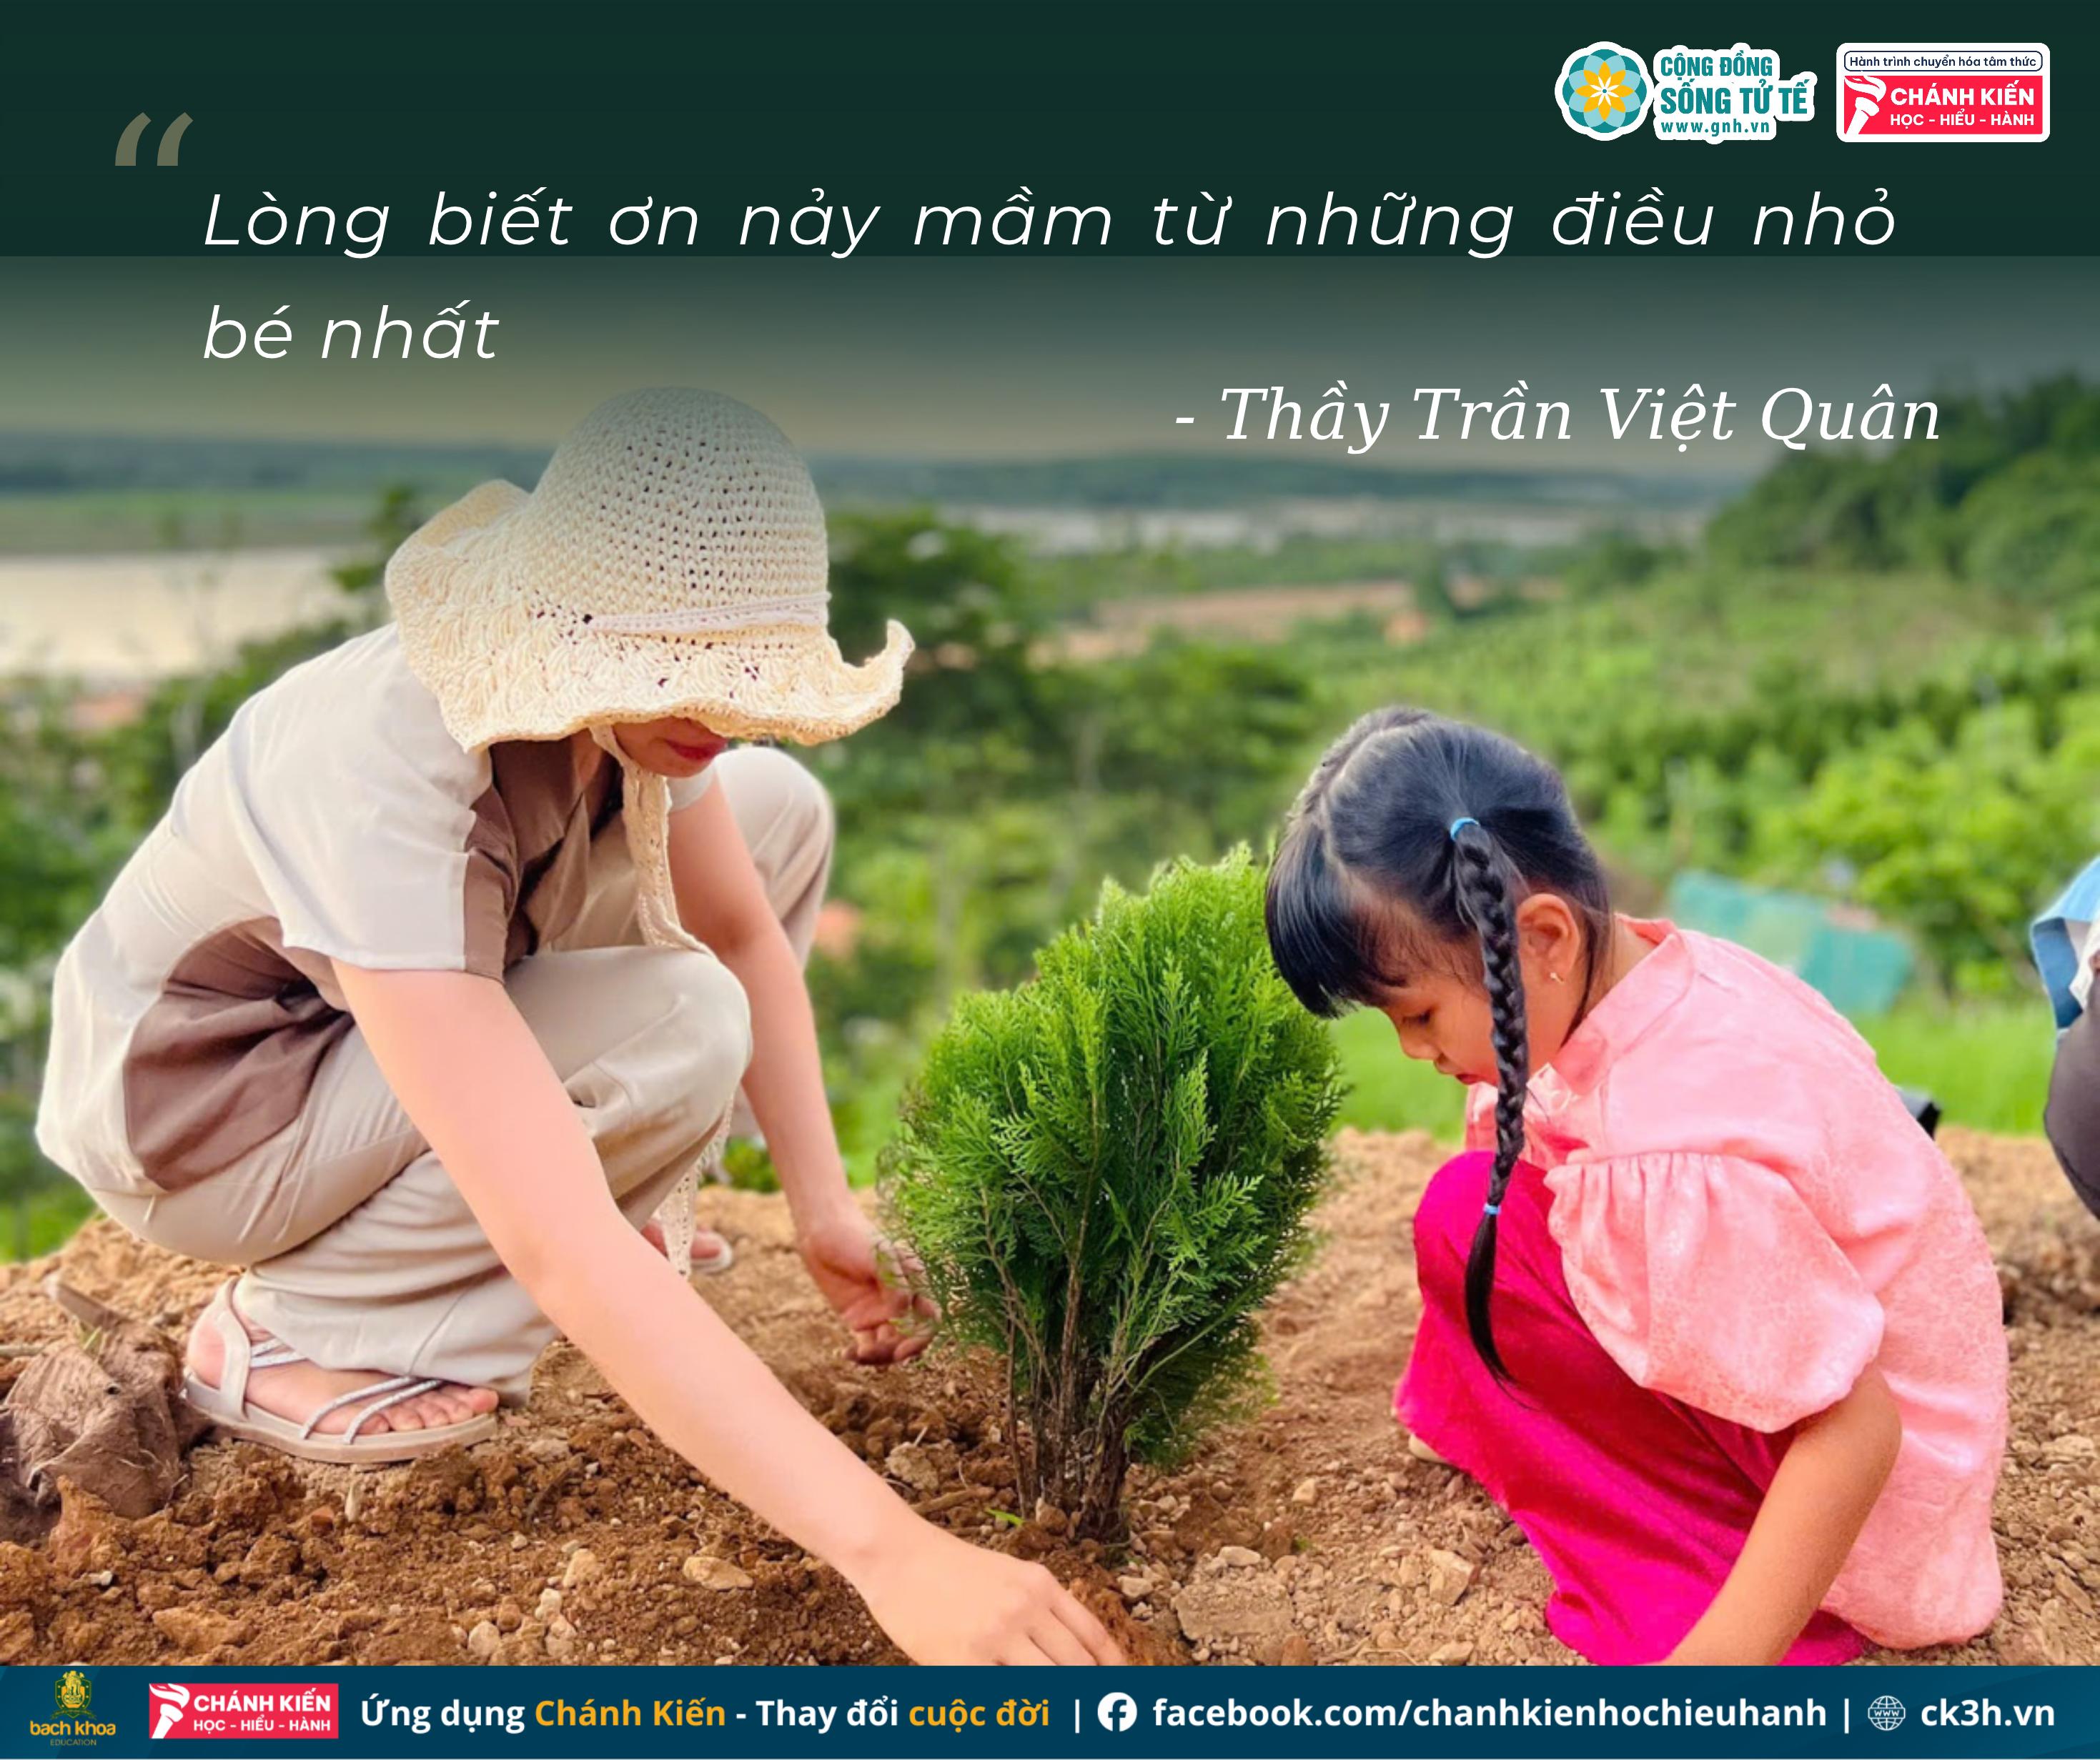 CỘNG ĐỒNG
SỐNG TỬ TẾ
www.gnh.vn
Hành trình chuyển hóa tâm thức
CHÁNH KIẾN
HỌC - HIỂU - HÀNH
“
Lòng biết ơn nảy mầm từ những điều nhỏ
bé nhất
- Thầy Trần Việt Quân
bach khoa
EDUCATION
CHÁNH KIẾN
HỌC - HIỂU - HÀNH
Ứng dụng Chánh Kiến - Thay đổi cuộc đời | facebook.com/chanhkienhochieuhanh | www ck3h.vn